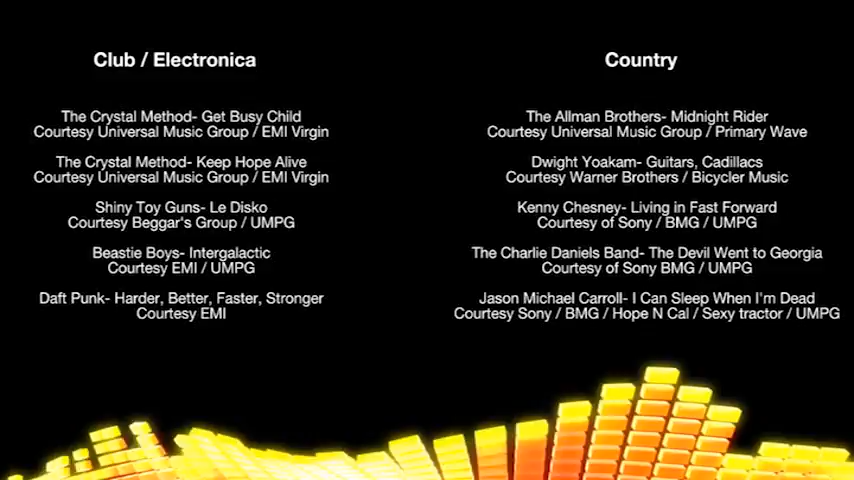 Club / Electronica
The Crystal Method- Get Busy Child
Courtesy Universal Music Group / EMI Virgin
The Crystal Method- Keep Hope Alive
Courtesy Universal Music Group / EMI Virgin
Shiny Toy Guns- Le Disko
Courtesy Beggar's Group / UMPG
Beastie Boys- Intergalactic
Courtesy EMI / UMPG
Daft Punk- Harder, Better, Faster, Stronger
Courtesy EMI
Country
The Allman Brothers- Midnight Rider
Courtesy Universal Music Group / Primary Wave
Dwight Yoakam- Guitars, Cadillacs
Courtesy Warner Brothers / Bicycler Music
Kenny Chesney- Living in Fast Forward
Courtesy of Sony / BMG / UMPG
The Charlie Daniels Band- The Devil Went to Georgia
Courtesy of Sony BMG / UMPG
Jason Michael Carroll- I Can Sleep When I'm Dead
Courtesy Sony / BMG / Hope N Cal / Sexy tractor / UMPG